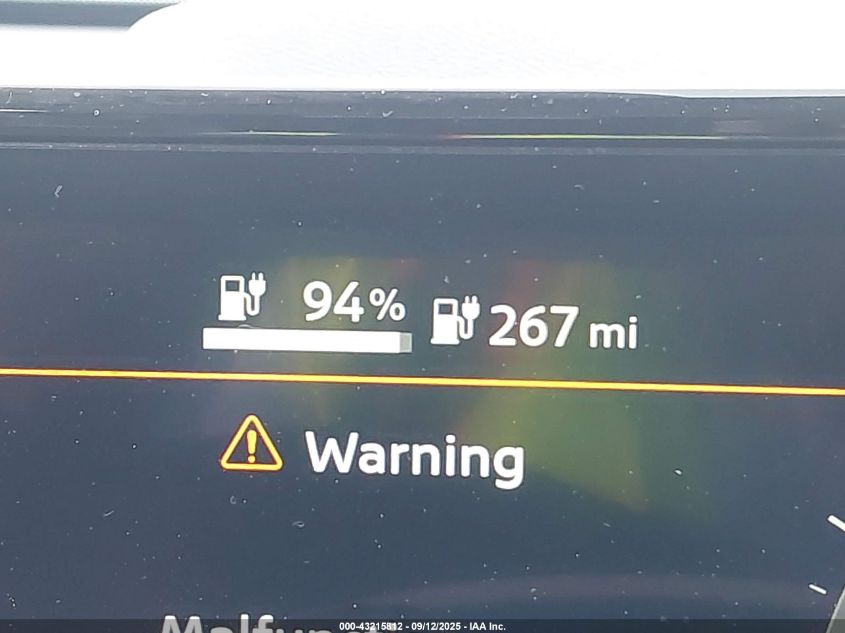 94% 267 mi
Warning
000-43215812 - 09/12/2025 - IAA Inc.